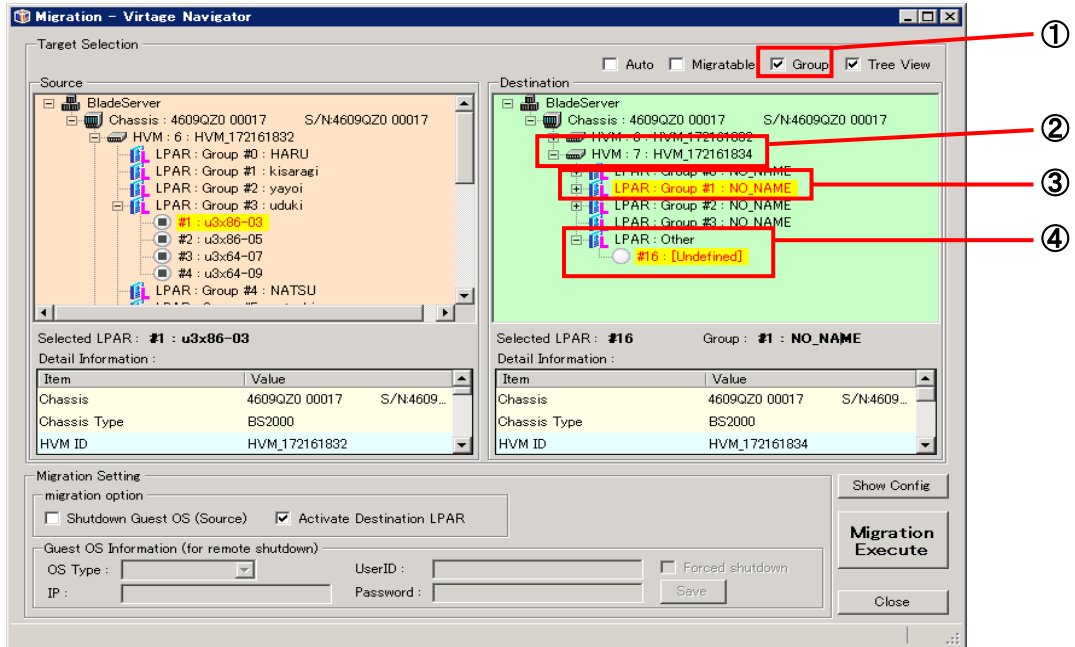 Migration - Virtage Navigator
①
Target Selection
Auto Migratable Group Tree View
Source
BladeServer
Chassis : 4609QZ0 00017 S/N:4609QZ0 00017
HVM : 6 : HVM_172161832
LPAR : Group #0 : HARU
LPAR : Group #1 : kisaragi
LPAR : Group #2 : yayoi
LPAR : Group #3 : uduki
#1 : u3x86-03
#2 : u3x86-05
#3 : u3x64-07
#4 : u3x64-09
LPAR : Group #4 : NATSU
Selected LPAR : #1 : u3x86-03
Detail Information :
Item Value
Chassis 4609QZ0 00017 S/N:4609...
Chassis Type BS2000
HVM ID HVM_172161832
Destination
BladeServer
Chassis : 4609QZ0 00017 S/N:4609QZ0 00017
HVM : 6 : HVM_172161832
②
HVM : 7 : HVM_172161834
LPAR : Group #0 : NO_NAME
③
LPAR : Group #1 : NO_NAME
LPAR : Group #2 : NO_NAME
LPAR : Group #3 : NO_NAME
④
LPAR : Other
#16 : [Undefined]
Selected LPAR : #16 Group : #1 : NO_NAME
Detail Information :
Item Value
Chassis 4609QZ0 00017 S/N:4609...
Chassis Type BS2000
HVM ID HVM_172161834
Migration Setting
migration option
Shutdown Guest OS (Source) Activate Destination LPAR
Guest OS Information (for remote shutdown)
OS Type : UserID : Forced shutdown
IP : Password : Save
Show Config
Migration
Execute
Close